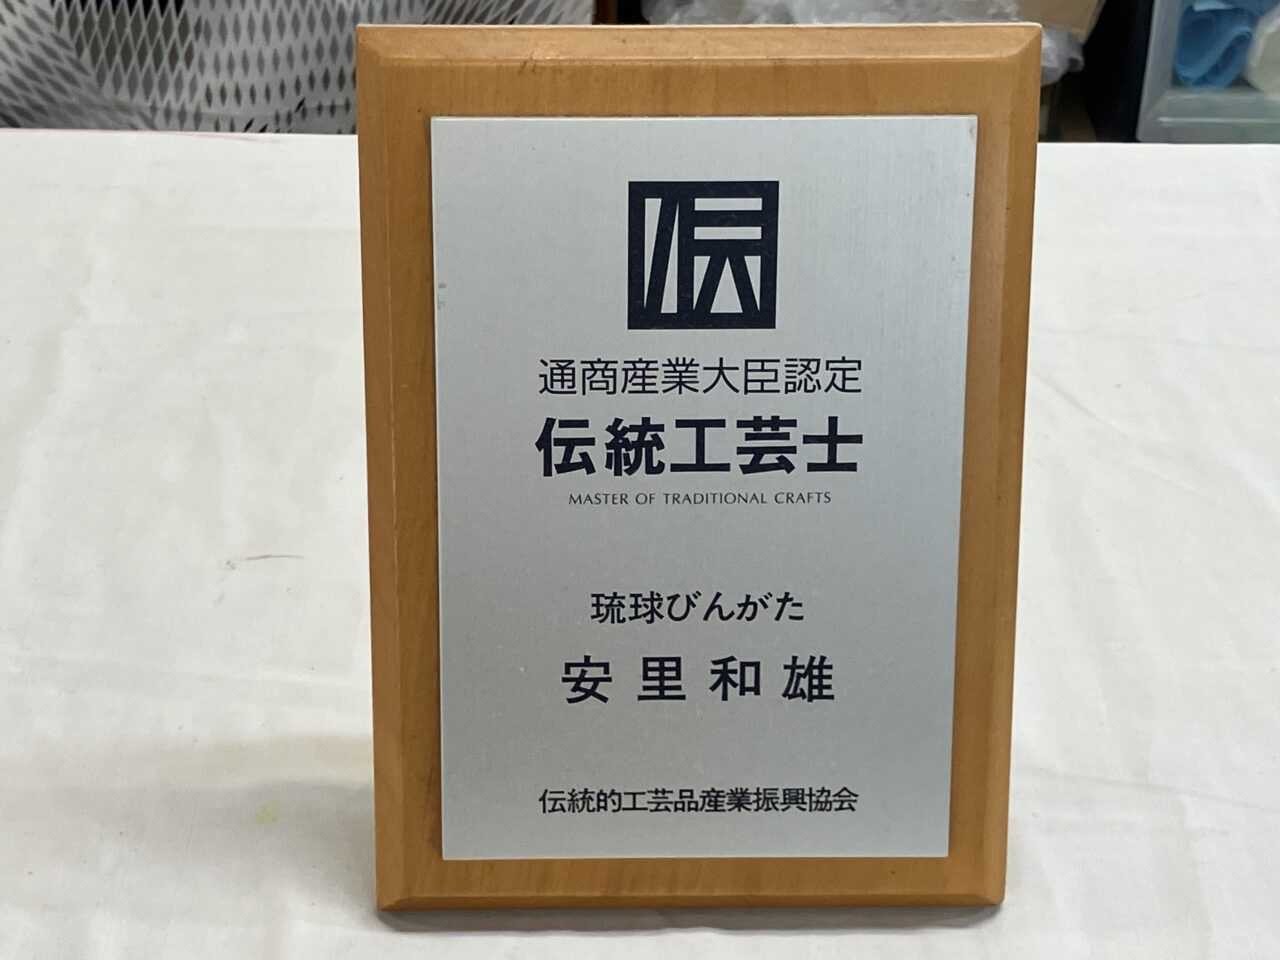 伝
通商産業大臣認定
伝統工芸士
MASTER OF TRADITIONAL CRAFTS
琉球びんがた
安里和雄
伝統的工芸品産業振興協会